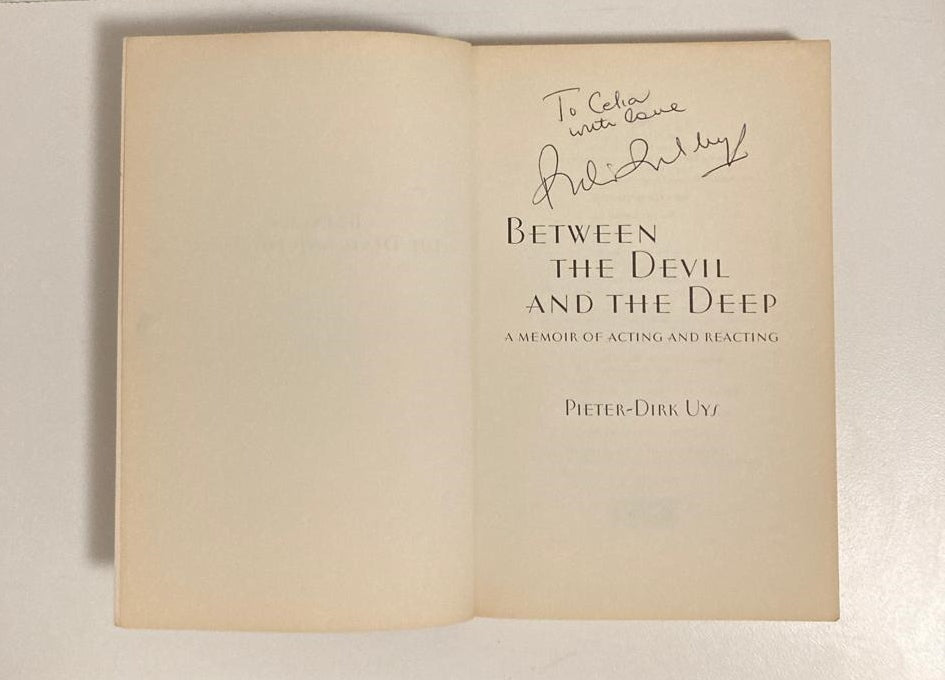 To Celia
with love
BETWEEN
THE DEVIL
AND THE DEEP
A MEMOIR OF ACTING AND REACTING
PIETER-DIRK UYS